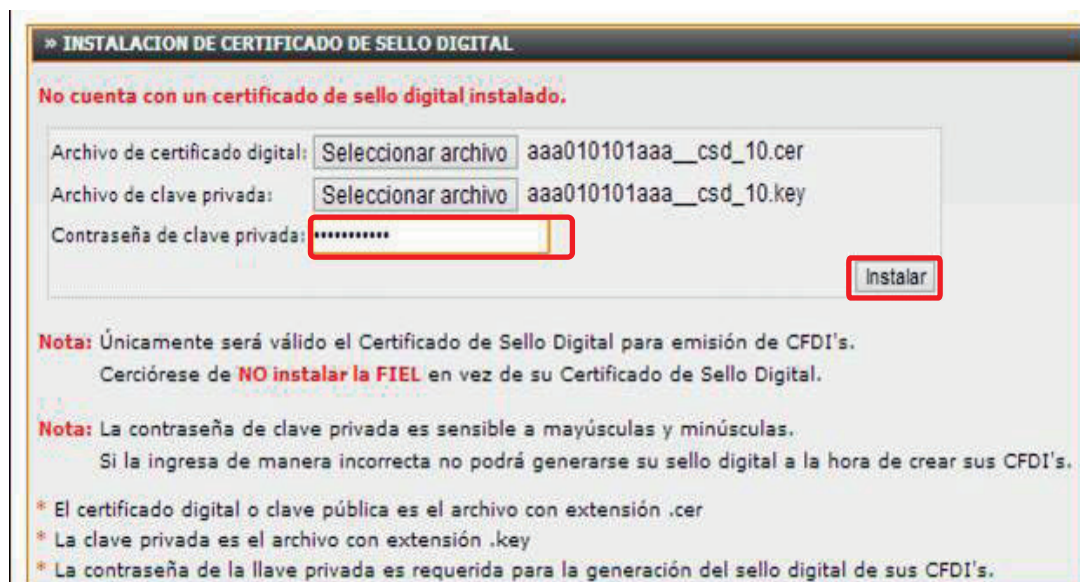 » INSTALACION DE CERTIFICADO DE SELLO DIGITAL
No cuenta con un certificado de sello digital instalado.
Archivo de certificado digital: Seleccionar archivo aaa010101aaa__csd_10.cer
Archivo de clave privada: Seleccionar archivo aaa010101aaa__csd_10.key
Contraseña de clave privada: •••••••••••
Instalar
Nota: Únicamente será válido el Certificado de Sello Digital para emisión de CFDI's.
Cerciórese de NO instalar la FIEL en vez de su Certificado de Sello Digital.
Nota: La contraseña de clave privada es sensible a mayúsculas y minúsculas.
Si la ingresa de manera incorrecta no podrá generarse su sello digital a la hora de crear sus CFDI's.
* El certificado digital o clave pública es el archivo con extensión .cer
* La clave privada es el archivo con extensión .key
* La contraseña de la llave privada es requerida para la generación del sello digital de sus CFDI's.